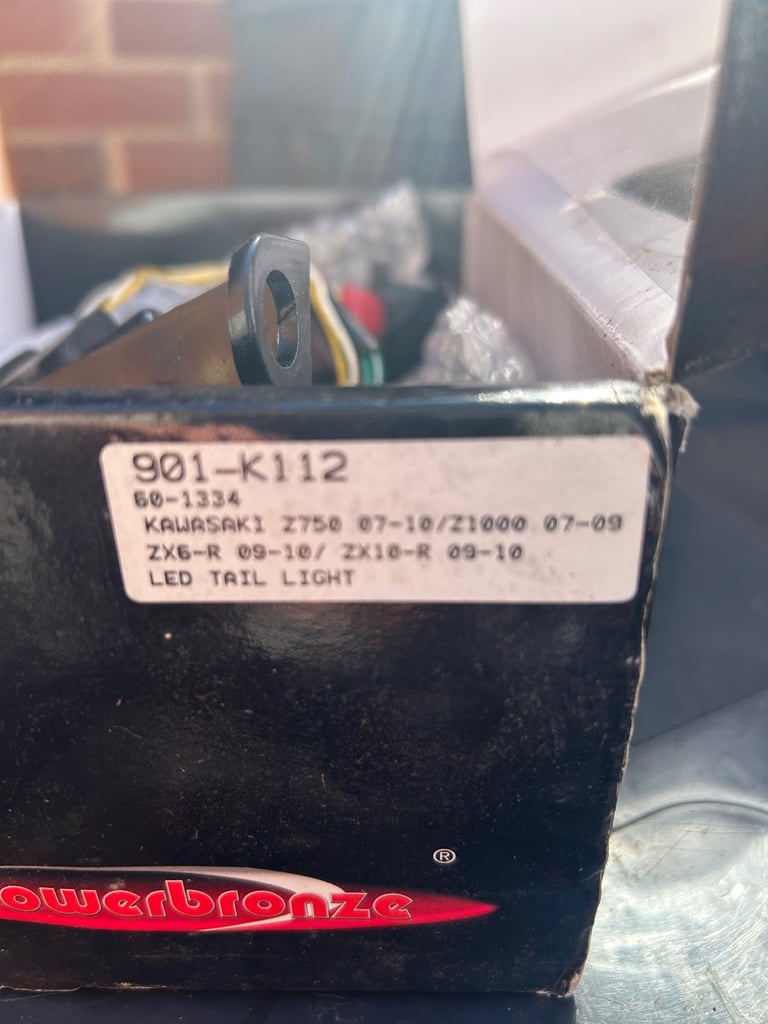 901-K112
60-1334
KAWASAKI Z750 07-10/Z1000 07-09
ZX6-R 09-10/ ZX10-R 09-10
LED TAIL LIGHT
®
owerbronze